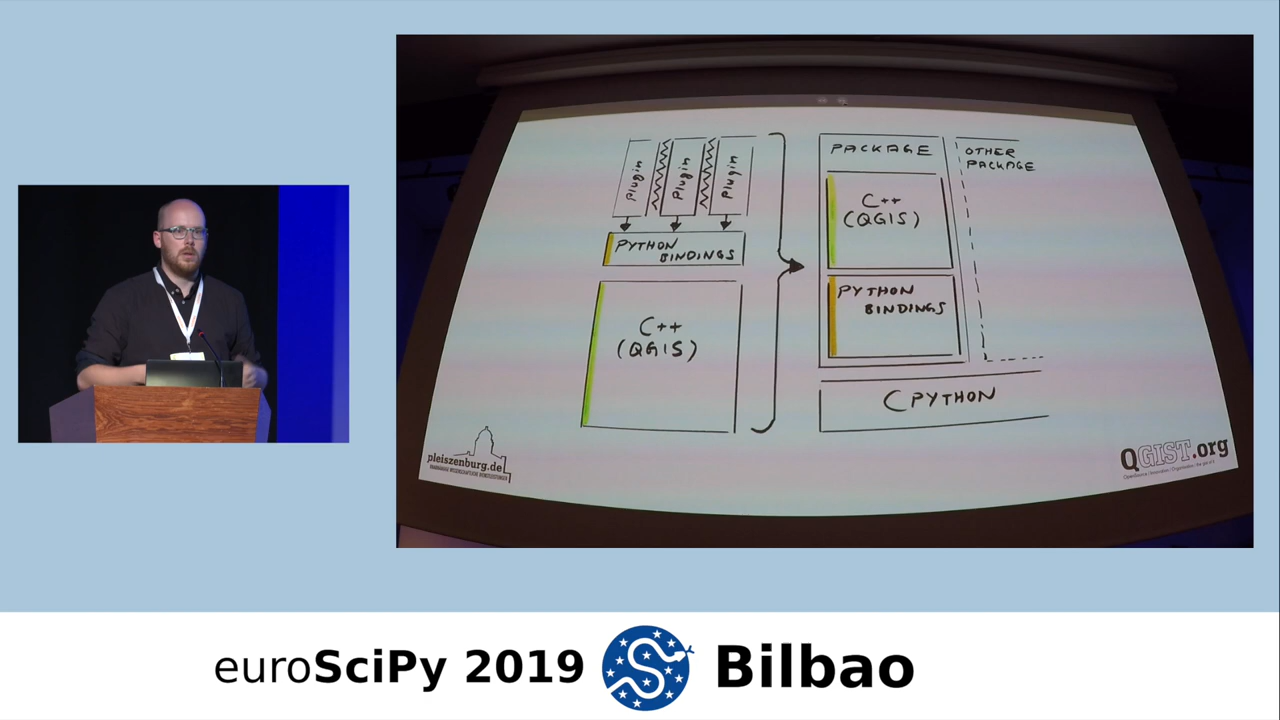 plugin
plugin
plugin
PYTHON
BINDINGS
C++
(QGIS)
PACKAGE
C++
(QGIS)
PYTHON
BINDINGS
OTHER
PACKAGE
CPYTHON
pleiszenburg.de
QGIST.org
euroSciPy 2019 Bilbao